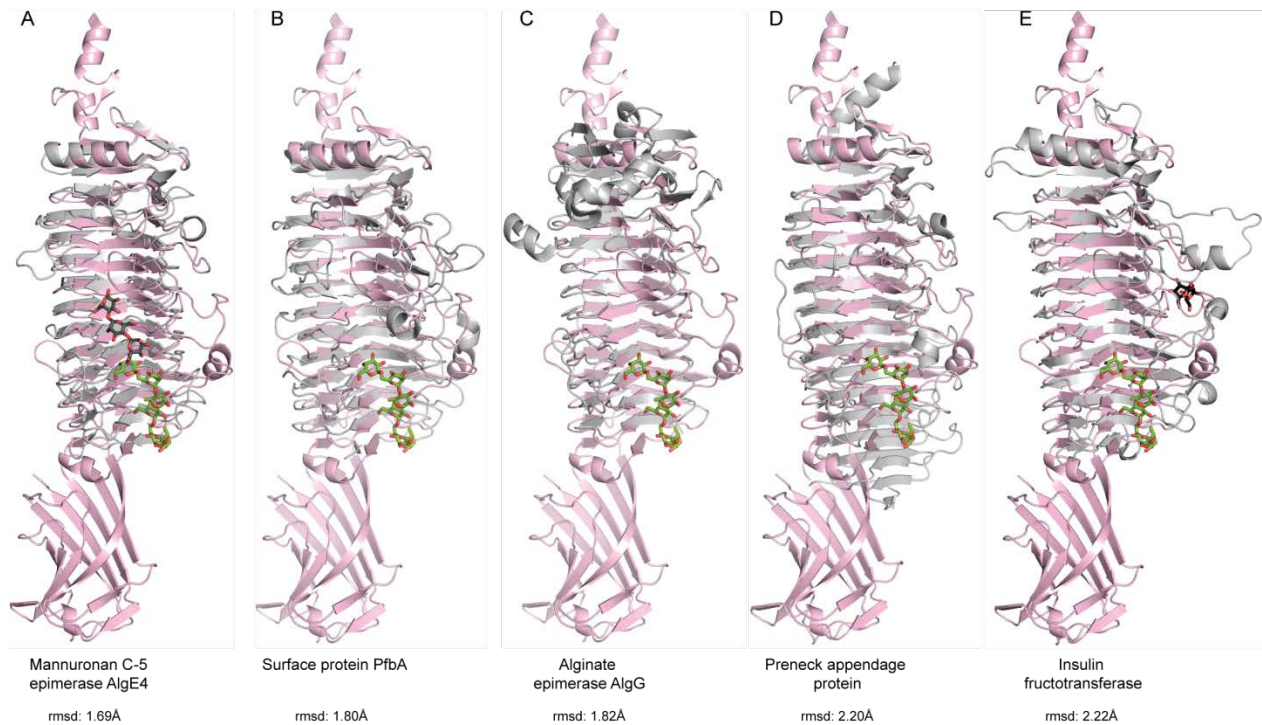 A
B
C
D
E
Mannuronan C-5
epimerase AlgE4
rmsd: 1.69Å
Surface protein PfbA
rmsd: 1.80Å
Alginate
epimerase AlgG
rmsd: 1.82Å
Preneck appendage
protein
rmsd: 2.20Å
Insulin
fructotransferase
rmsd: 2.22Å